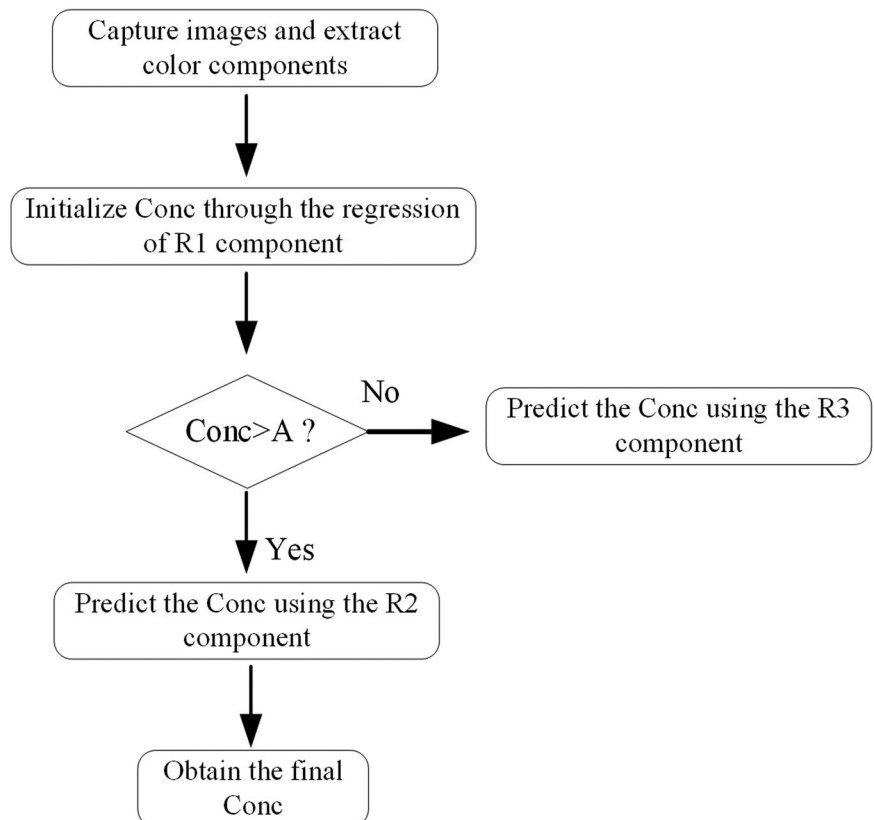 Capture images and extract
color components
Initialize Conc through the regression
of R1 component
Conc>A ?
No
Predict the Conc using the R3
component
Yes
Predict the Conc using the R2
component
Obtain the final
Conc